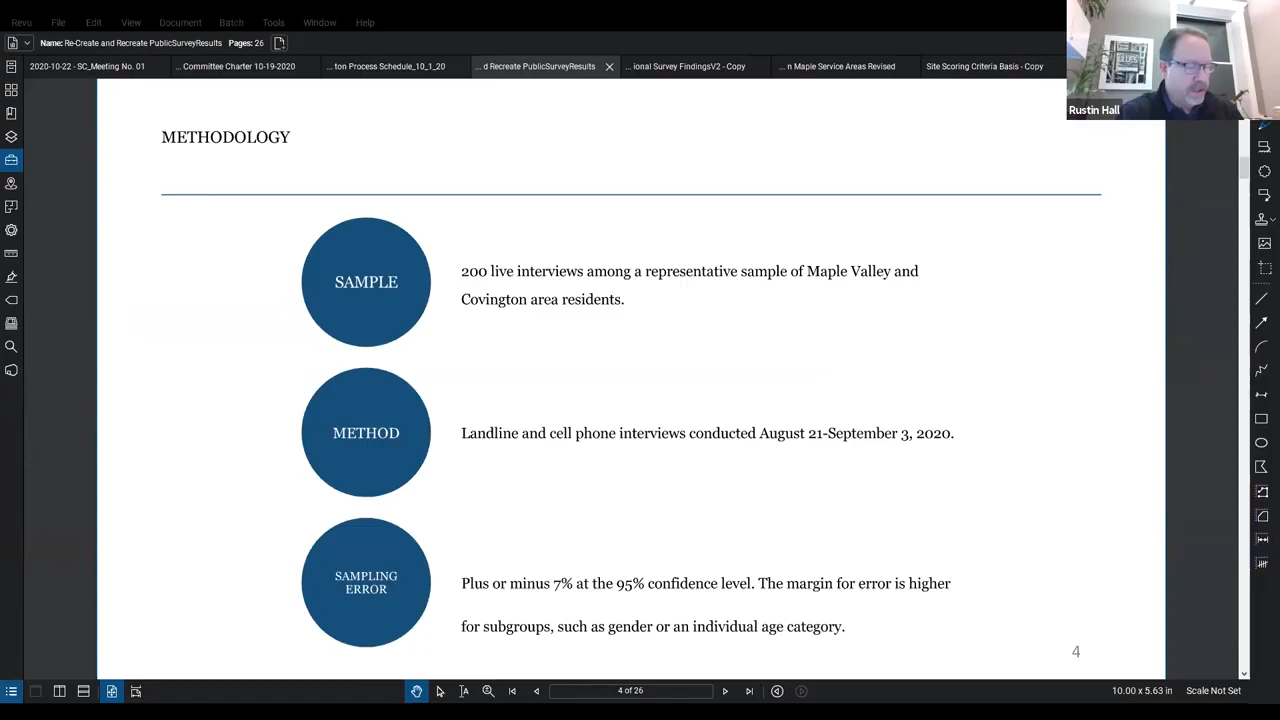 Revu File Edit View Document Batch Tools Window Help
Name: Re-Create and Recreate PublicSurveyResults Pages: 26
2020-10-22 - SC_Meeting No. 01
... Committee Charter 10-19-2020
... ton Process Schedule_10_1_20
... d Recreate PublicSurveyResults
... ional Survey FindingsV2 - Copy
... n Maple Service Areas Revised
Site Scoring Criteria Basis - Copy
Rustin Hall
METHODOLOGY
SAMPLE
200 live interviews among a representative sample of Maple Valley and
Covington area residents.
METHOD
Landline and cell phone interviews conducted August 21-September 3, 2020.
SAMPLING
ERROR
Plus or minus 7% at the 95% confidence level. The margin for error is higher
for subgroups, such as gender or an individual age category.
4
4 of 26
10.00 x 5.63 in
Scale Not Set